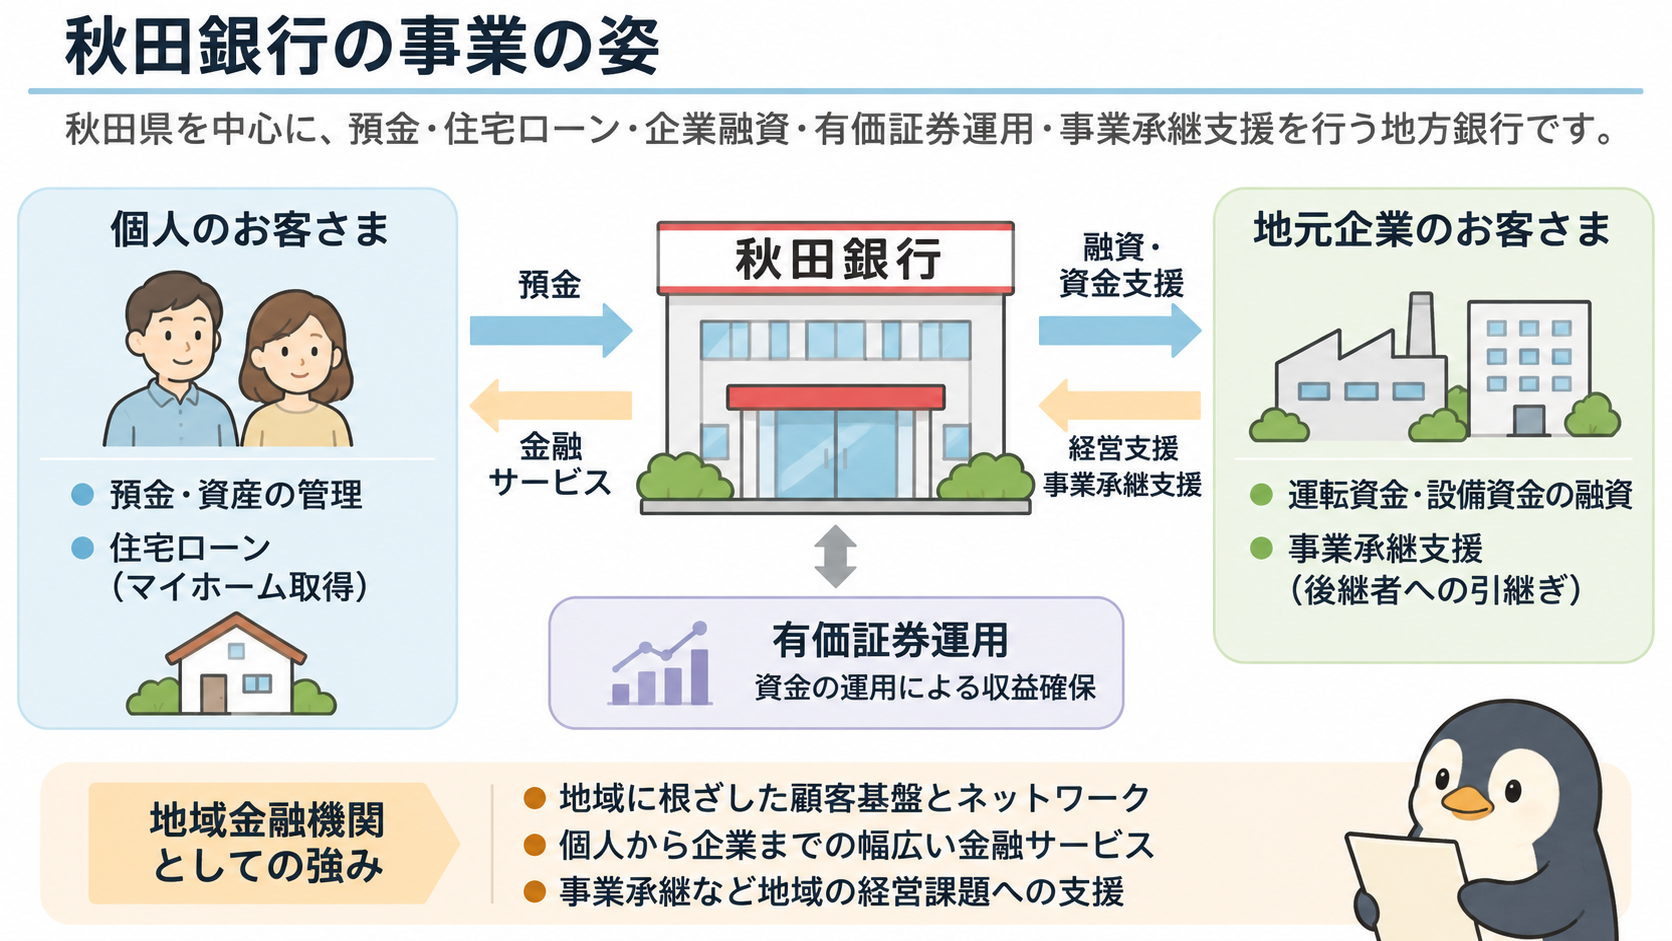 秋田銀行の事業の姿
秋田県を中心に、預金・住宅ローン・企業融資・有価証券運用・事業承継支援を行う地方銀行です。
個人のお客さま
預金・資産の管理
住宅ローン
（マイホーム取得）
預金
金融
サービス
秋田銀行
融資・
資金支援
経営支援
事業承継支援
地元企業のお客さま
運転資金・設備資金の融資
事業承継支援
（後継者への引継ぎ）
有価証券運用
資金の運用による収益確保
地域金融機関
としての強み
地域に根ざした顧客基盤とネットワーク
個人から企業までの幅広い金融サービス
事業承継など地域の経営課題への支援